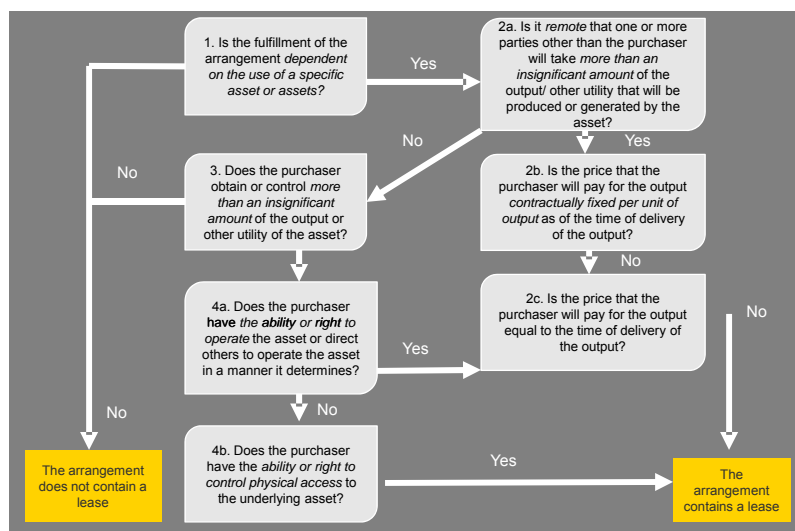 1. Is the fulfillment of the
arrangement dependent
on the use of a specific
asset or assets?
Yes
2a. Is it remote that one or more
parties other than the purchaser
will take more than an
insignificant amount of the
output/ other utility that will be
produced or generated by the
asset?
No
Yes
No
3. Does the purchaser
obtain or control more
than an insignificant
amount of the output or
other utility of the asset?
2b. Is the price that the
purchaser will pay for the output
contractually fixed per unit of
output as of the time of delivery
of the output?
No
4a. Does the purchaser
have the ability or right to
operate the asset or direct
others to operate the asset
in a manner it determines?
Yes
2c. Is the price that the
purchaser will pay for the output
equal to the time of delivery of
the output?
No
No
No
4b. Does the purchaser
have the ability or right to
control physical access to
the underlying asset?
Yes
The arrangement
does not contain a
lease
The
arrangement
contains a lease